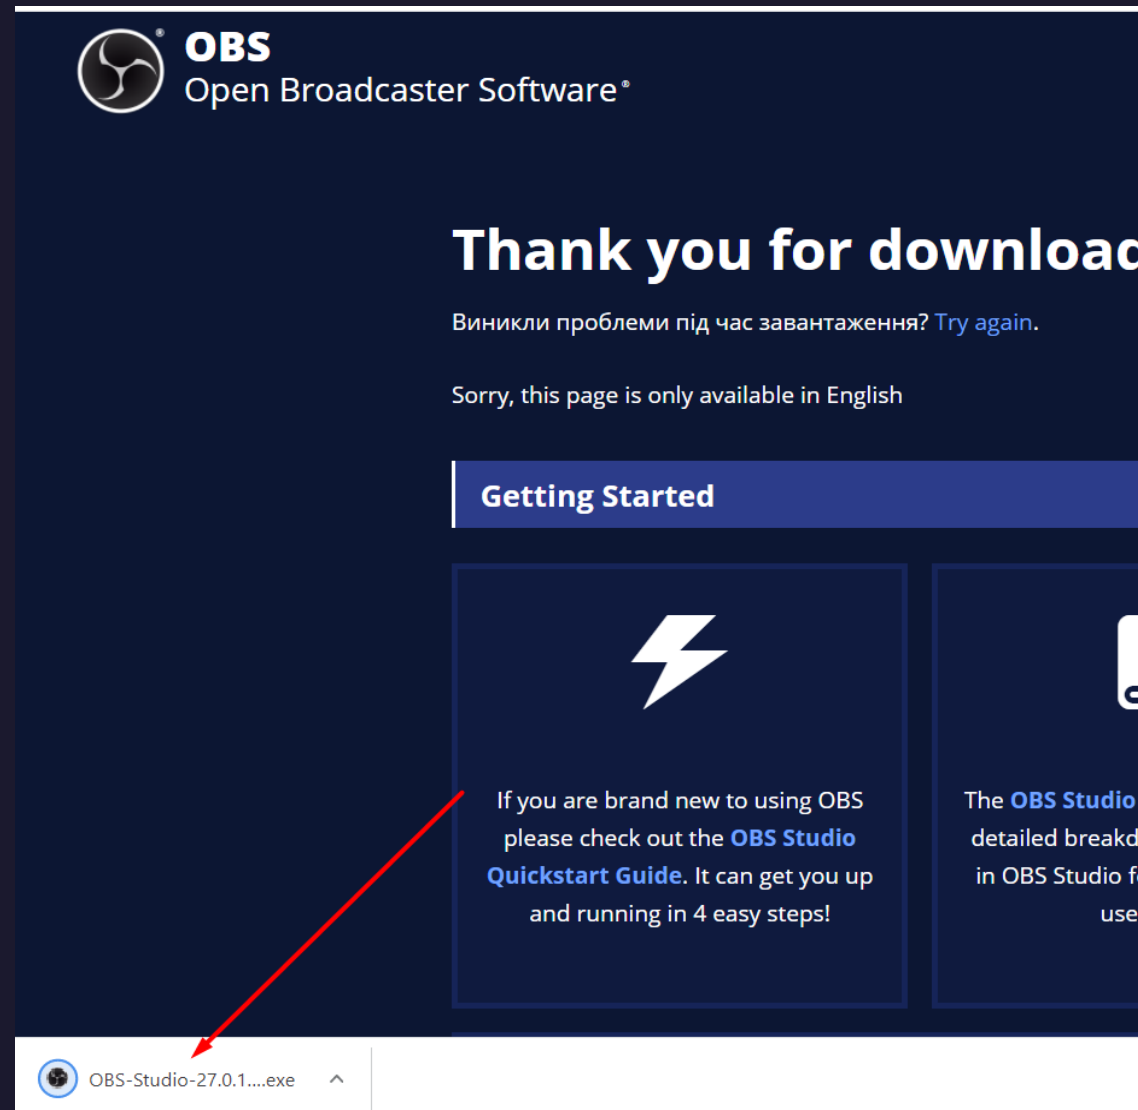 OBS
Open Broadcaster Software®
Thank you for download
Виникли проблеми під час завантаження? Try again.
Sorry, this page is only available in English
Getting Started
If you are brand new to using OBS
please check out the OBS Studio
Quickstart Guide. It can get you up
and running in 4 easy steps!
The OBS Studio
detailed breakd
in OBS Studio f
use
OBS-Studio-27.0.1....exe